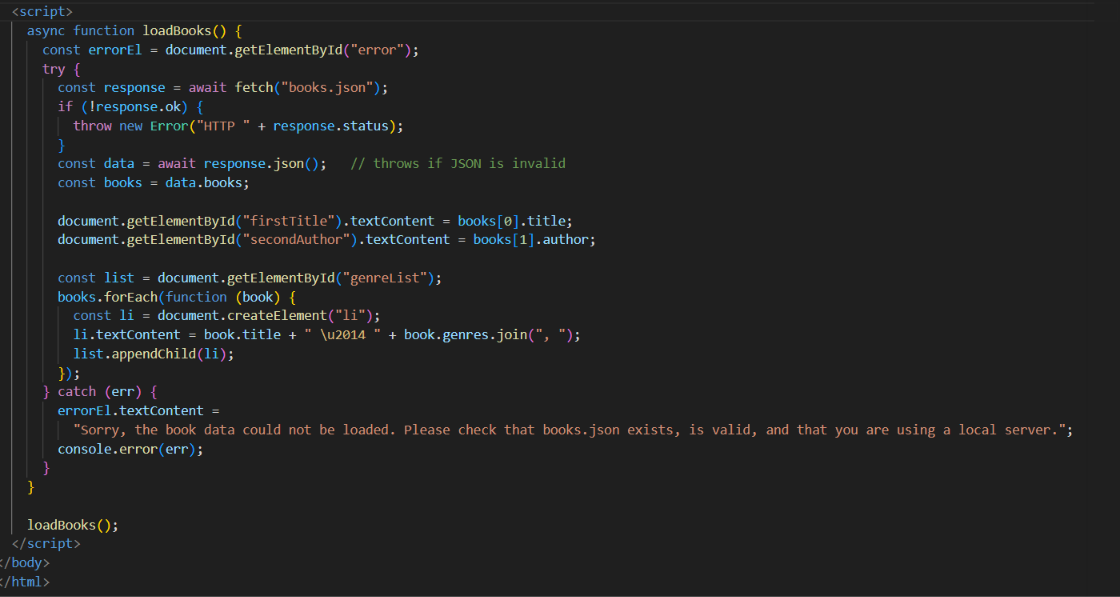 <script>
async function loadBooks() {
const errorEl = document.getElementById("error");
try {
const response = await fetch("books.json");
if (!response.ok) {
throw new Error("HTTP " + response.status);
}
const data = await response.json();   // throws if JSON is invalid
const books = data.books;
document.getElementById("firstTitle").textContent = books[0].title;
document.getElementById("secondAuthor").textContent = books[1].author;
const list = document.getElementById("genreList");
books.forEach(function (book) {
const li = document.createElement("li");
li.textContent = book.title + " \u2014 " + book.genres.join(", ");
list.appendChild(li);
});
} catch (err) {
errorEl.textContent =
"Sorry, the book data could not be loaded. Please check that books.json exists, is valid, and that you are using a local server.";
console.error(err);
}
}
loadBooks();
</script>
</body>
</html>